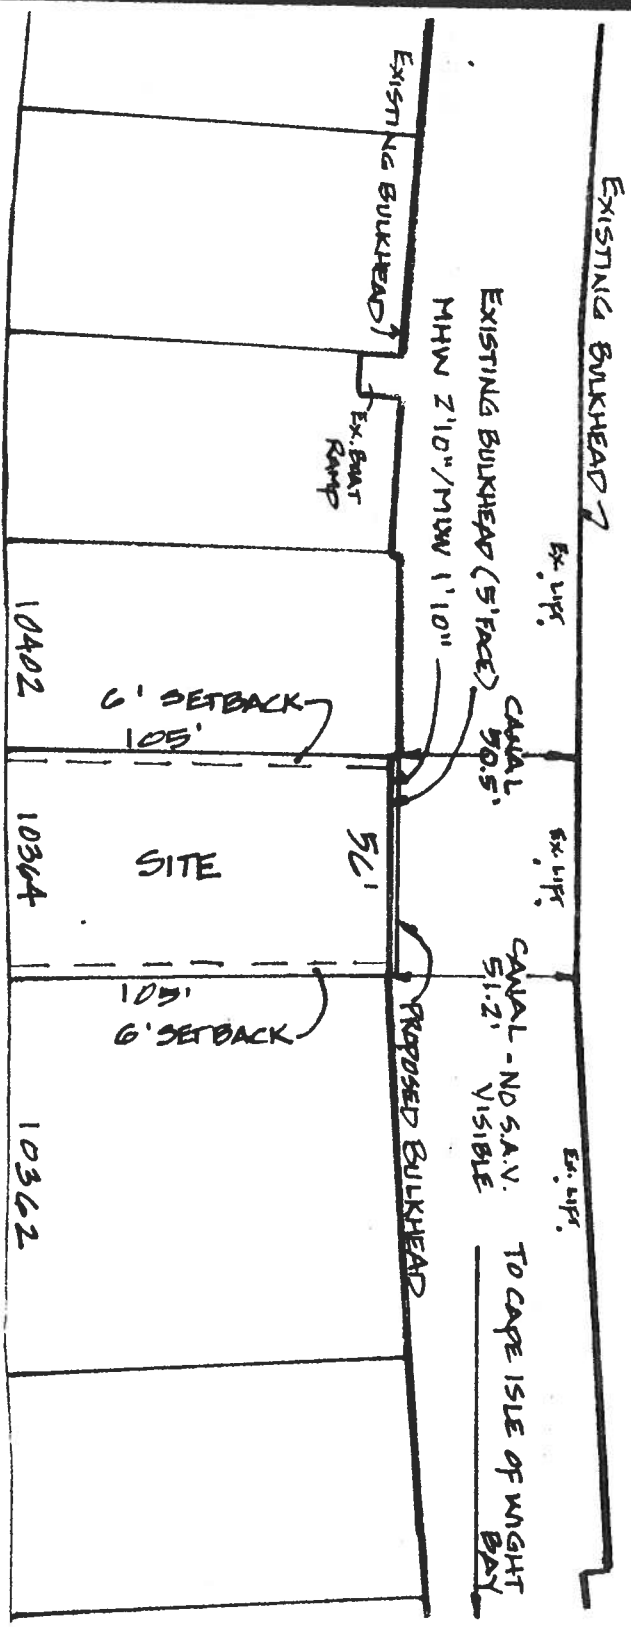 EXISTING BULKHEAD
EXISTING BULKHEAD
EX. BOAT
RAMP
EXISTING BULKHEAD (5' FACE)
MHW 2'10"/MLW 1'10"
EX. LIFT
EX. LIFT
EX. LIFT
CANAL
50.5'
CANAL - NO S.A.V.
51.2' VISIBLE
TO CAPE ISLE OF WIGHT
BAY
PROPOSED BULKHEAD
6' SETBACK
105'
56'
SITE
105'
6' SETBACK
10402
10364
10362